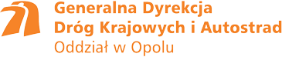 Generalna Dyrekcja
Dróg Krajowych i Autostrad
Oddział w Opolu